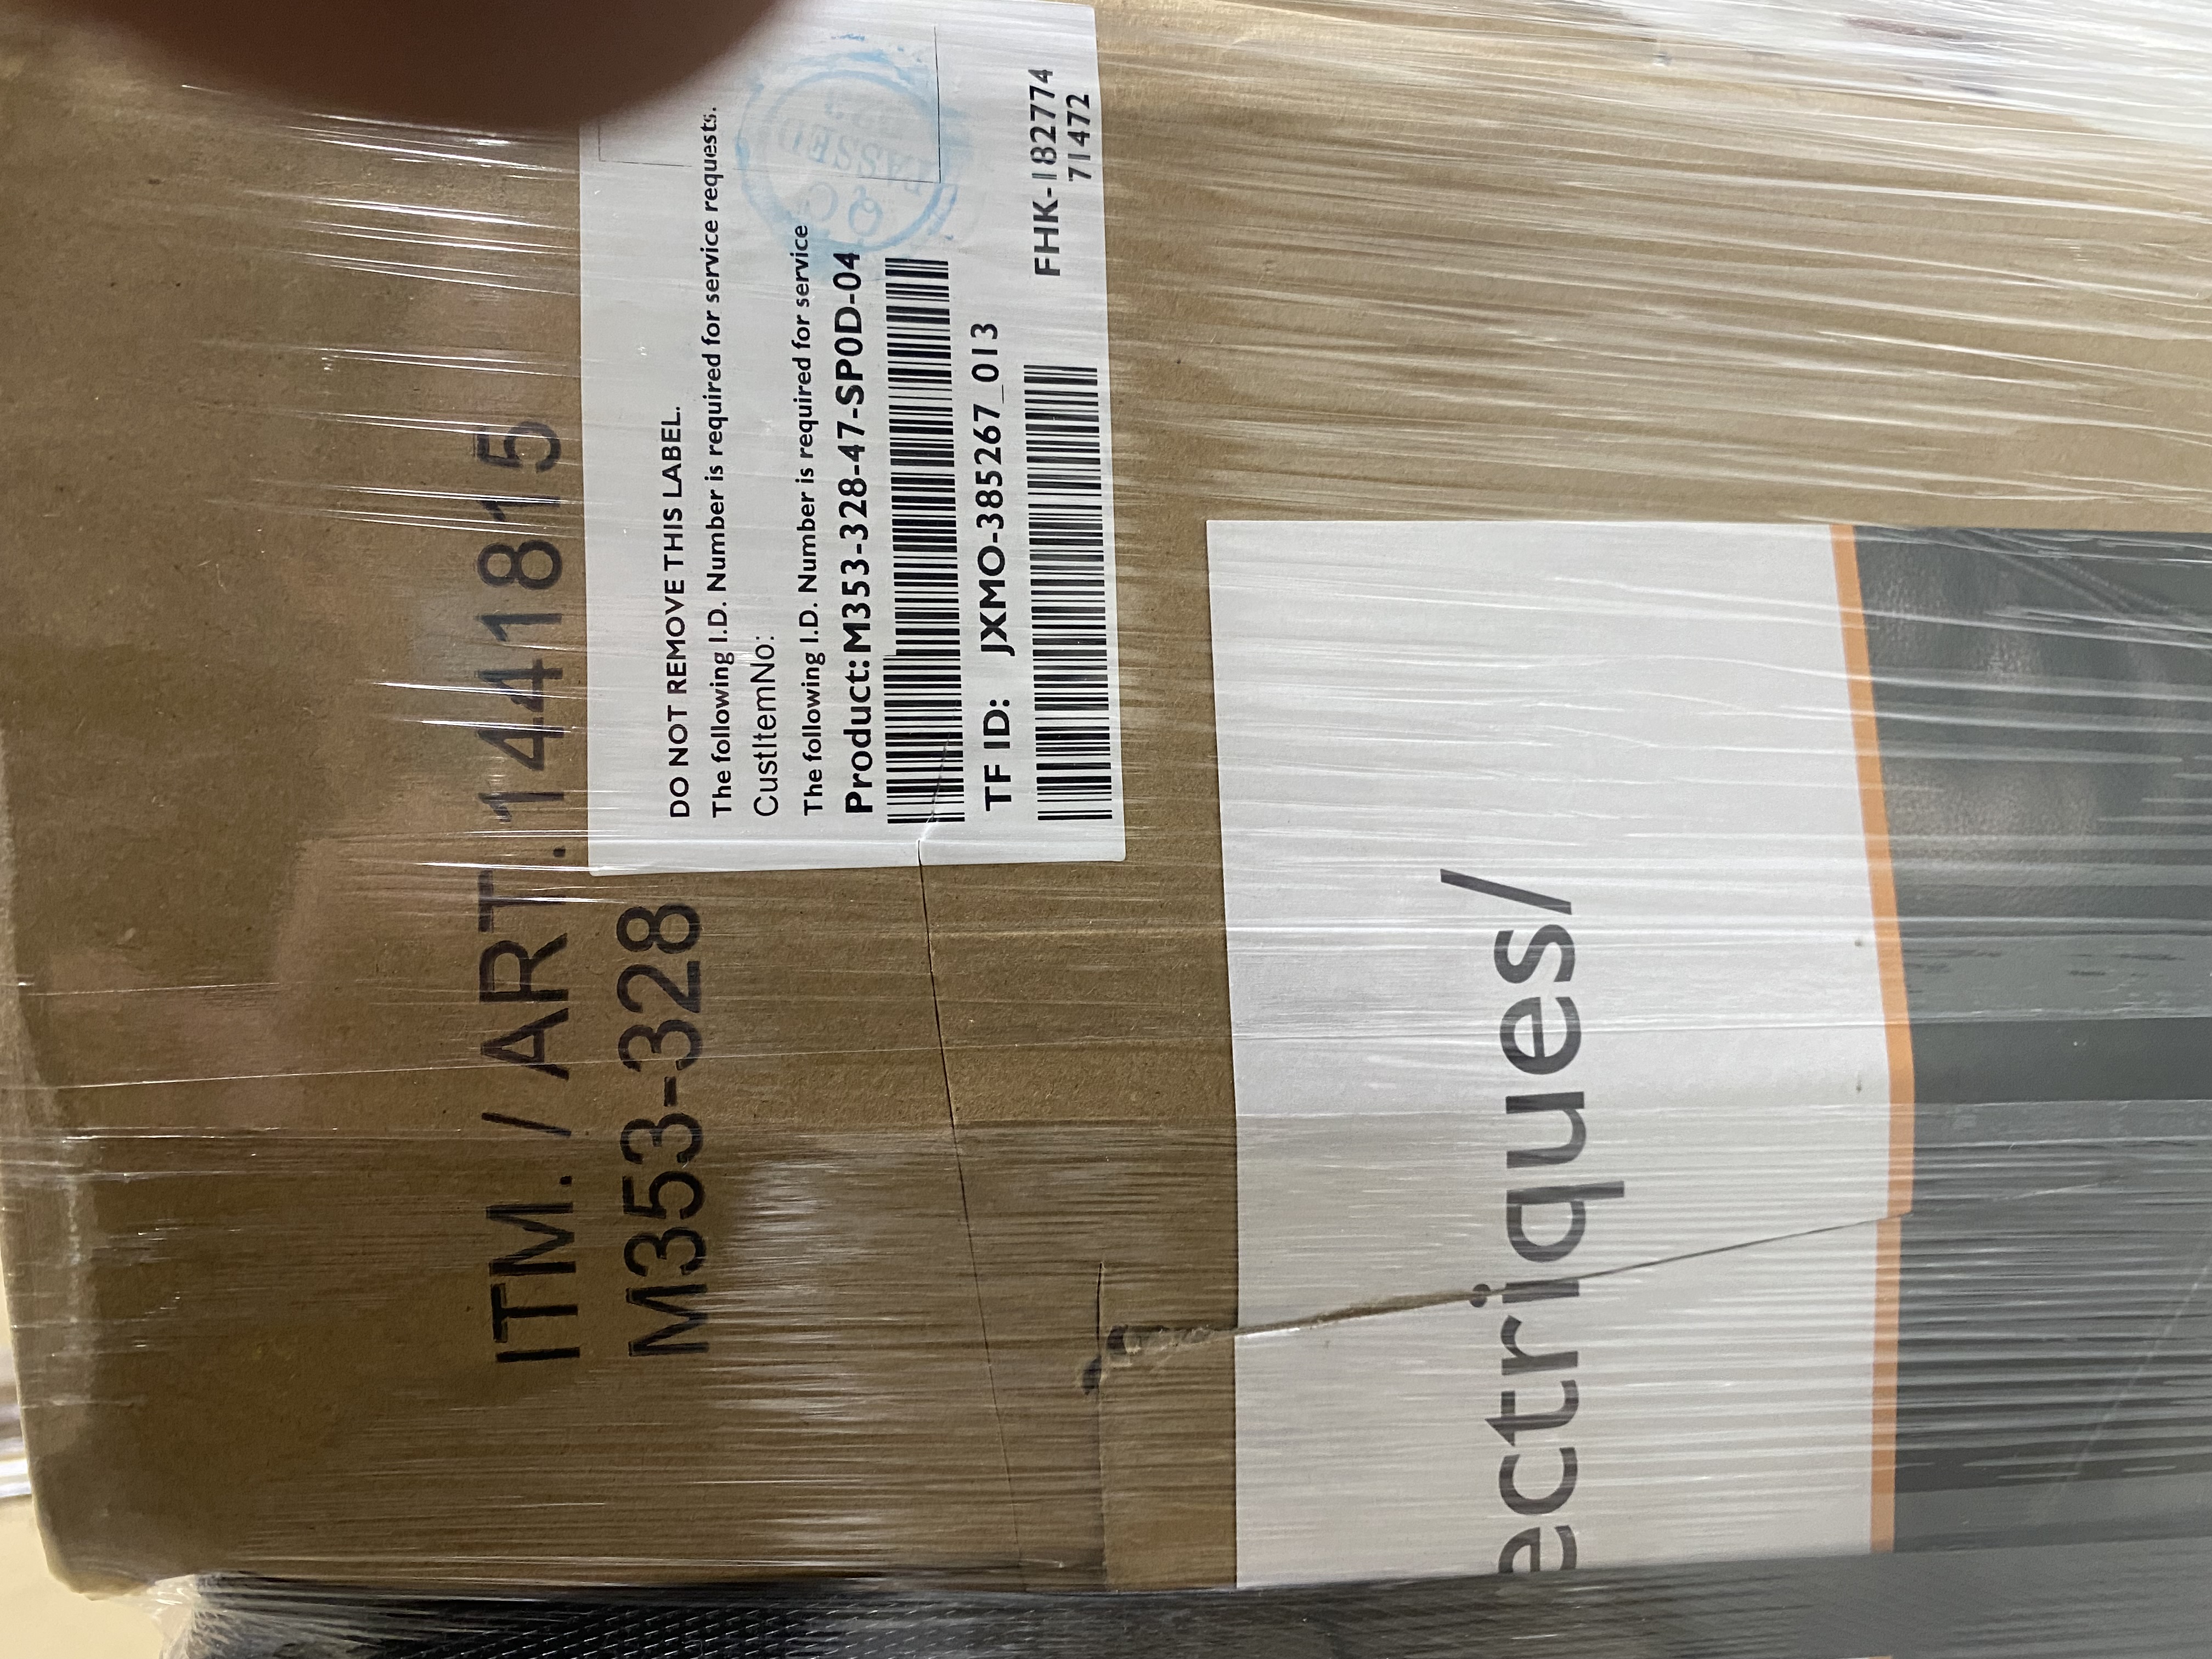 ITM. / ART. 1441815
M353-328
DO NOT REMOVE THIS LABEL.
The following I.D. Number is required for service requests.
CustItemNo:
The following I.D. Number is required for service
Product: M353-328-47-SP0D-04
TF ID: JXMO-385267_013
FHK-182774
71472
QC
PASSED
ectriques/